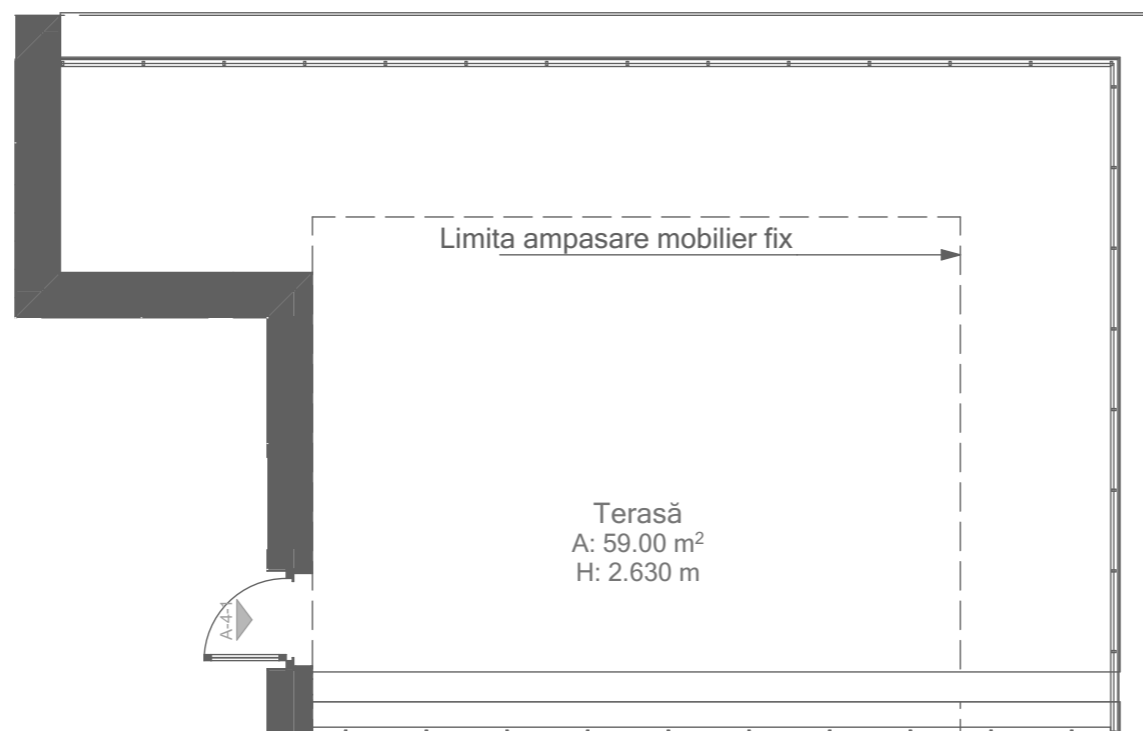 Limita ampasare mobilier fix
Terasă
A: 59.00 m²
H: 2.630 m
A-4-1